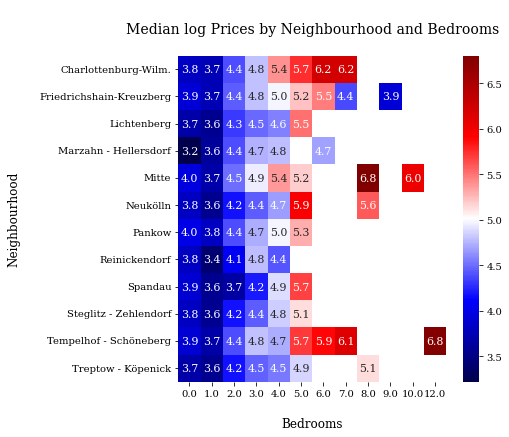 Median log Prices by Neighbourhood and Bedrooms
Neighbourhood
Charlottenburg-Wilm. 3.8 3.7 4.4 4.8 5.4 5.7 6.2 6.2
Friedrichshain-Kreuzberg 3.9 3.7 4.4 4.8 5.0 5.2 5.5 4.4 3.9
Lichtenberg 3.7 3.6 4.3 4.5 4.6 5.5
Marzahn - Hellersdorf 3.2 3.6 4.4 4.7 4.8 4.7
Mitte 4.0 3.7 4.5 4.9 5.4 5.2 6.8 6.0
Neukölln 3.8 3.6 4.2 4.4 4.7 5.9 5.6
Pankow 4.0 3.8 4.4 4.7 5.0 5.3
Reinickendorf 3.8 3.4 4.1 4.8 4.4
Spandau 3.9 3.6 3.7 4.2 4.9 5.7
Steglitz - Zehlendorf 3.8 3.6 4.2 4.4 4.8 5.1
Tempelhof - Schöneberg 3.9 3.7 4.4 4.8 4.7 5.7 5.9 6.1 6.8
Treptow - Köpenick 3.7 3.6 4.2 4.5 4.5 4.9 5.1
0.0 1.0 2.0 3.0 4.0 5.0 6.0 7.0 8.0 9.0 10.0 12.0
Bedrooms
6.5
6.0
5.5
5.0
4.5
4.0
3.5